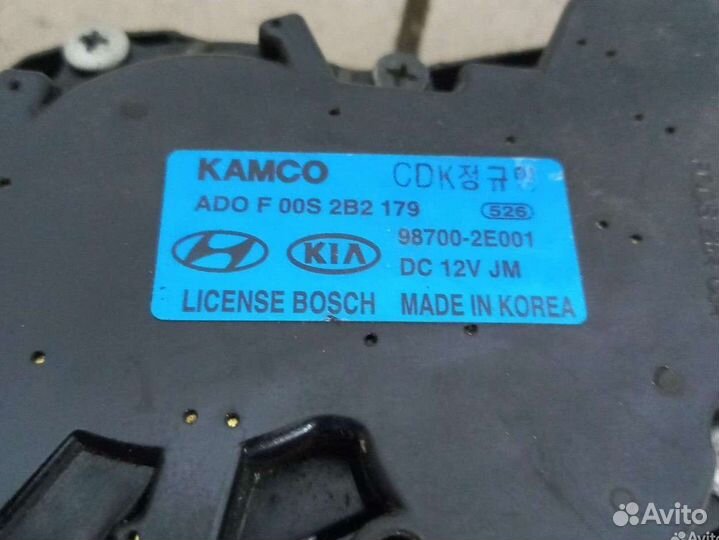 KAMCO CDK정규
ADO F 00S 2B2 179 526
KIA 98700-2E001
DC 12V JM
LICENSE BOSCH MADE IN KOREA
Avito
Avito